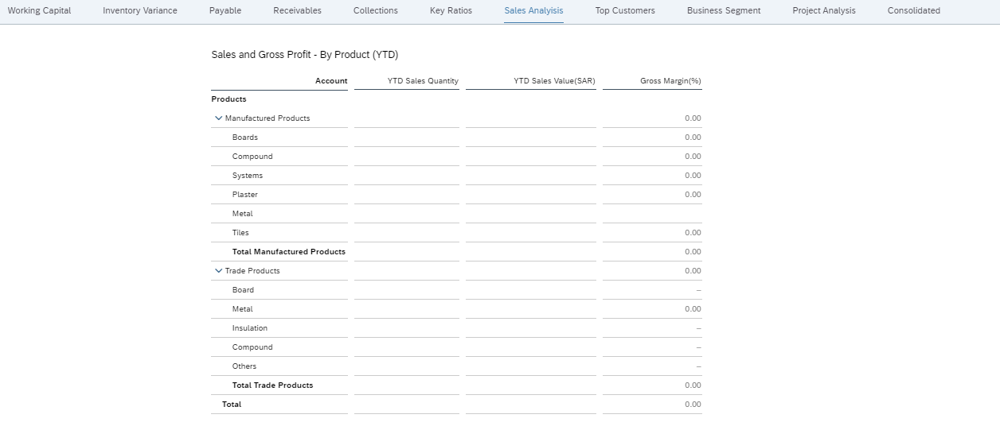 Working Capital Inventory Variance Payable Receivables Collections Key Ratios Sales Analyisis Top Customers Business Segment Project Analysis Consolidated
Sales and Gross Profit - By Product (YTD)
Account YTD Sales Quantity YTD Sales Value(SAR) Gross Margin(%)
Products
Manufactured Products 0.00
Boards 0.00
Compound 0.00
Systems 0.00
Plaster 0.00
Metal
Tiles 0.00
Total Manufactured Products 0.00
Trade Products 0.00
Board –
Metal 0.00
Insulation –
Compound –
Others –
Total Trade Products 0.00
Total 0.00